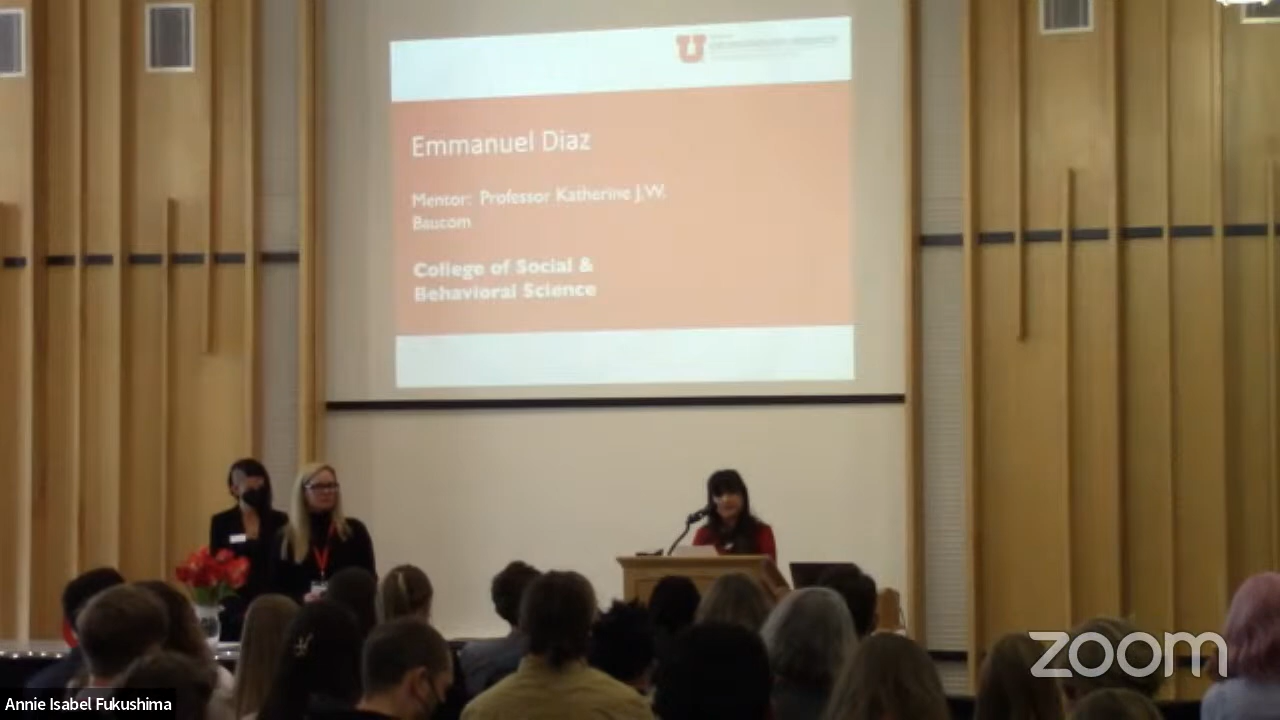 U
Emmanuel Diaz
Mentor: Professor Katherine J.W.
Baucom
College of Social &
Behavioral Science
zoom
Annie Isabel Fukushima